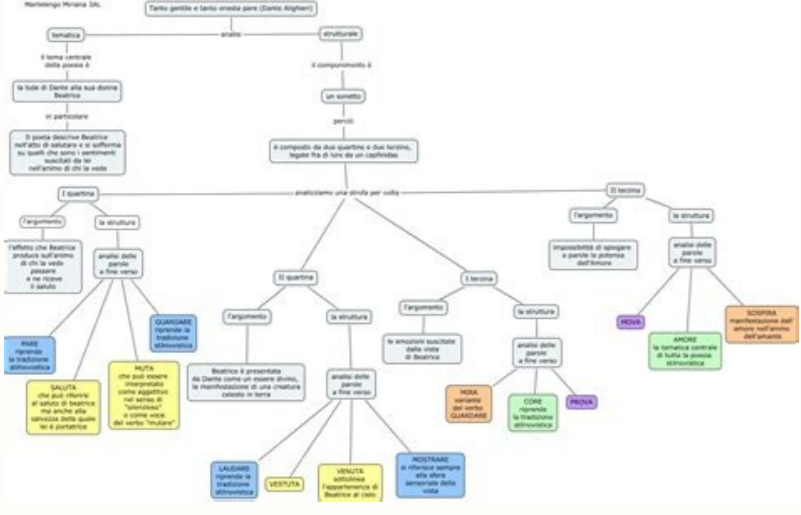 Martelengo Miriana 3AL
Tanto gentile e tanto onesta pare (Dante Alighieri)
analisi
tematica
strutturale
il tema centrale
della poesia è
la lode di Dante alla sua donna
Beatrice
in particolare
Il poeta descrive Beatrice
nell'atto di salutare e si sofferma
su quelli che sono i sentimenti
suscitati da lei
nell'animo di chi la vede
il componimento è
un sonetto
perciò
è composto da due quartine e due terzine,
legate fra di loro da un capfinidas
analizziamo una strofa per volta
I quartina
l'argomento
la struttura
l'effetto che Beatrice
produce sull'animo
di chi la vede
passare
e ne riceve
il saluto
analisi delle
parole
a fine verso
PARE
riprende
la tradizione
stilnovistica
SALUTA
che può riferirsi
al saluto di beatrice
ma anche alla
salvezza della quale
lei è portatrice
MUTA
che può essere
interpretato
come aggettivo
nel senso di
"silenzioso"
o come voce
del verbo "mutare"
GUARDARE
riprende la
tradizione
stilnovistica
II quartina
l'argomento
la struttura
Beatrice è presentata
da Dante come un essere divino,
la manifestazione di una creatura
celeste in terra
analisi delle
parole
a fine verso
LAUDARE
riprende la
tradizione
stilnovistica
VESTUTA
VENUTA
sottolinea
l'appartenenza di
Beatrice al cielo
MOSTRARE
si riferisce sempre
alla sfera
sensoriale della
vista
I terzina
l'argomento
la struttura
le emozioni suscitate
dalla vista
di Beatrice
analisi delle
parole
a fine verso
MIRA
variante
del verbo
GUARDARE
CORE
riprende
la tradizione
stilnovistica
PROVA
II terzina
l'argomento
la struttura
impossibilità di spiegare
a parole la potenza
dell'Amore
analisi delle
parole
a fine verso
MOVA
AMORE
la tematica centrale
di tutta la poesia
stilnovistica
SOSPIRA
manifestazione dell'
amore nell'animo
dell'amante